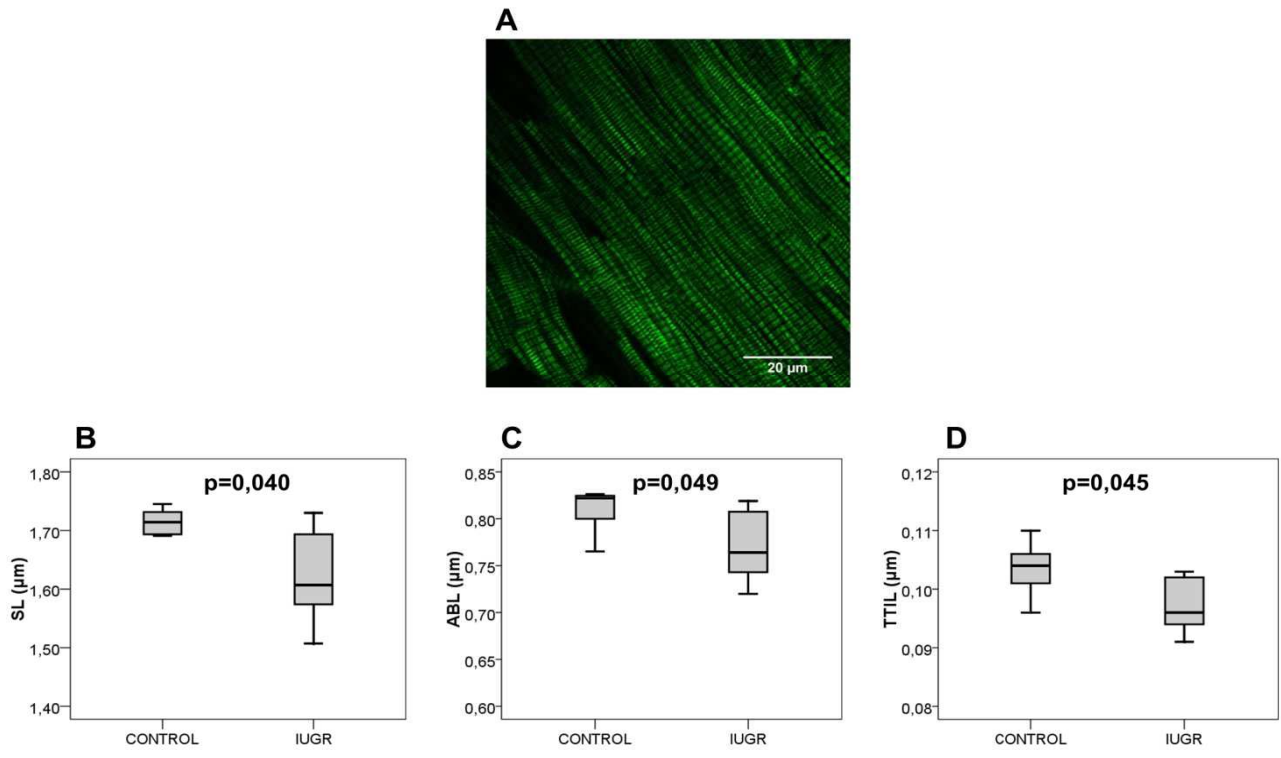 A
20 µm
B
p=0,040
SL (µm)
1,80
1,70
1,60
1,50
1,40
CONTROL
IUGR
C
p=0,049
ABL (µm)
0,85
0,80
0,75
0,70
0,65
0,60
CONTROL
IUGR
D
p=0,045
TTIL (µm)
0,12
0,11
0,10
0,09
0,08
CONTROL
IUGR